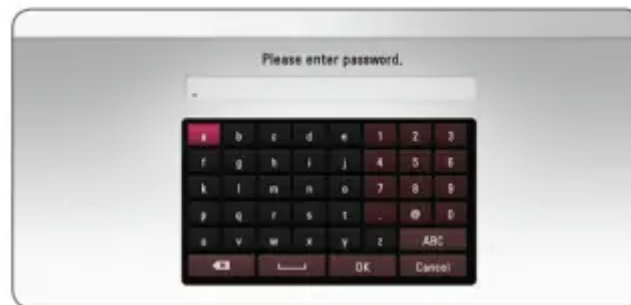 Please enter password.
a b c d e 1 2 3
f g h i j 4 5 6
k l m n o 7 8 9
p q r s t . @ 0
u v w x y z ABC
OK Cancel